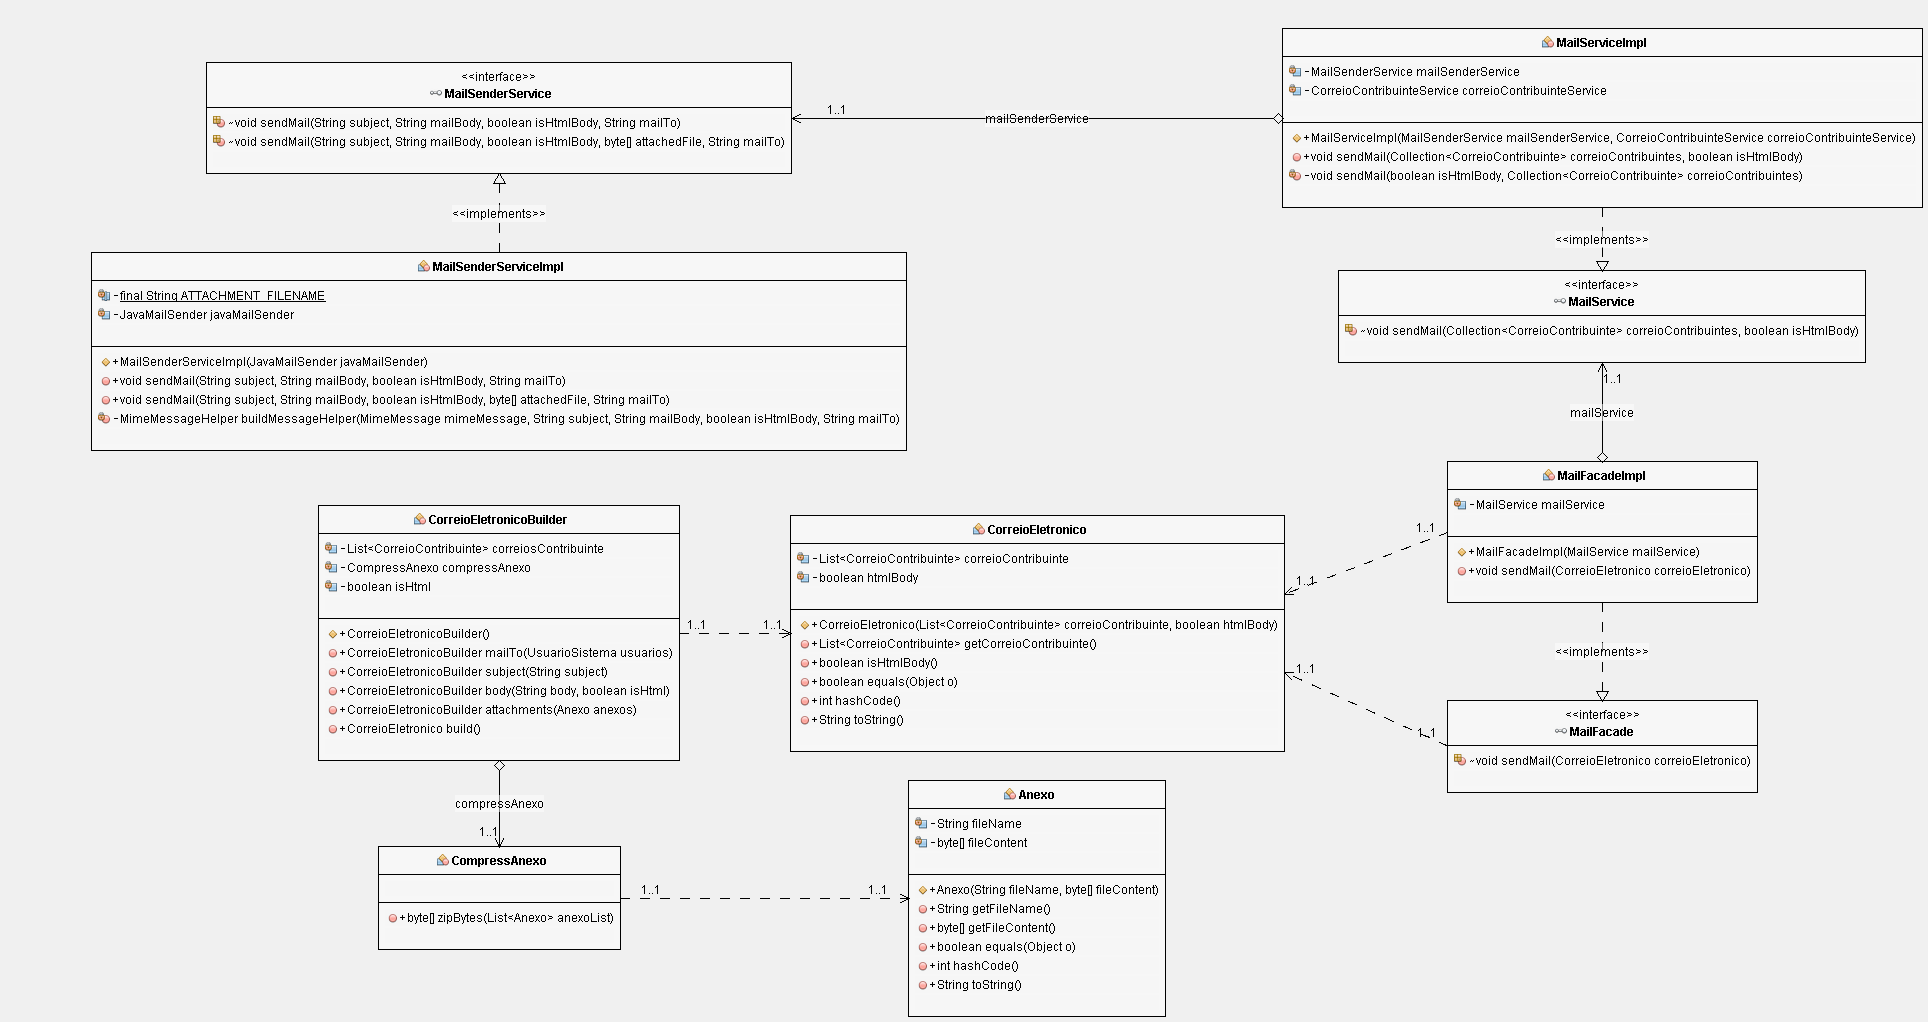 <<interface>>
MailSenderService
~void sendMail(String subject, String mailBody, boolean isHtmlBody, String mailTo)
~void sendMail(String subject, String mailBody, boolean isHtmlBody, byte[] attachedFile, String mailTo)
1..1
mailSenderService
MailServiceImpl
-MailSenderService mailSenderService
-CorreioContribuinteService correioContribuinteService
+MailServiceImpl(MailSenderService mailSenderService, CorreioContribuinteService correioContribuinteService)
+void sendMail(Collection<CorreioContribuinte> correioContribuintes, boolean isHtmlBody)
-void sendMail(boolean isHtmlBody, Collection<CorreioContribuinte> correioContribuintes)
<<implements>>
<<implements>>
MailSenderServiceImpl
-final String ATTACHMENT_FILENAME
-JavaMailSender javaMailSender
+MailSenderServiceImpl(JavaMailSender javaMailSender)
+void sendMail(String subject, String mailBody, boolean isHtmlBody, String mailTo)
+void sendMail(String subject, String mailBody, boolean isHtmlBody, byte[] attachedFile, String mailTo)
-MimeMessageHelper buildMessageHelper(MimeMessage mimeMessage, String subject, String mailBody, boolean isHtmlBody, String mailTo)
<<interface>>
MailService
~void sendMail(Collection<CorreioContribuinte> correioContribuintes, boolean isHtmlBody)
1..1
mailService
MailFacadeImpl
-MailService mailService
+MailFacadeImpl(MailService mailService)
+void sendMail(CorreioEletronico correioEletronico)
1..1
1..1
CorreioEletronicoBuilder
-List<CorreioContribuinte> correiosContribuinte
-CompressAnexo compressAnexo
-boolean isHtml
+CorreioEletronicoBuilder()
+CorreioEletronicoBuilder mailTo(UsuarioSistema usuarios)
+CorreioEletronicoBuilder subject(String subject)
+CorreioEletronicoBuilder body(String body, boolean isHtml)
+CorreioEletronicoBuilder attachments(Anexo anexos)
+CorreioEletronico build()
1..1
1..1
CorreioEletronico
-List<CorreioContribuinte> correioContribuinte
-boolean htmlBody
+CorreioEletronico(List<CorreioContribuinte> correioContribuinte, boolean htmlBody)
+List<CorreioContribuinte> getCorreioContribuinte()
+boolean isHtmlBody()
+boolean equals(Object o)
+int hashCode()
+String toString()
<<implements>>
1..1
1..1
<<interface>>
MailFacade
~void sendMail(CorreioEletronico correioEletronico)
compressAnexo
1..1
CompressAnexo
+byte[] zipBytes(List<Anexo> anexoList)
1..1
1..1
Anexo
-String fileName
-byte[] fileContent
+Anexo(String fileName, byte[] fileContent)
+String getFileName()
+byte[] getFileContent()
+boolean equals(Object o)
+int hashCode()
+String toString()